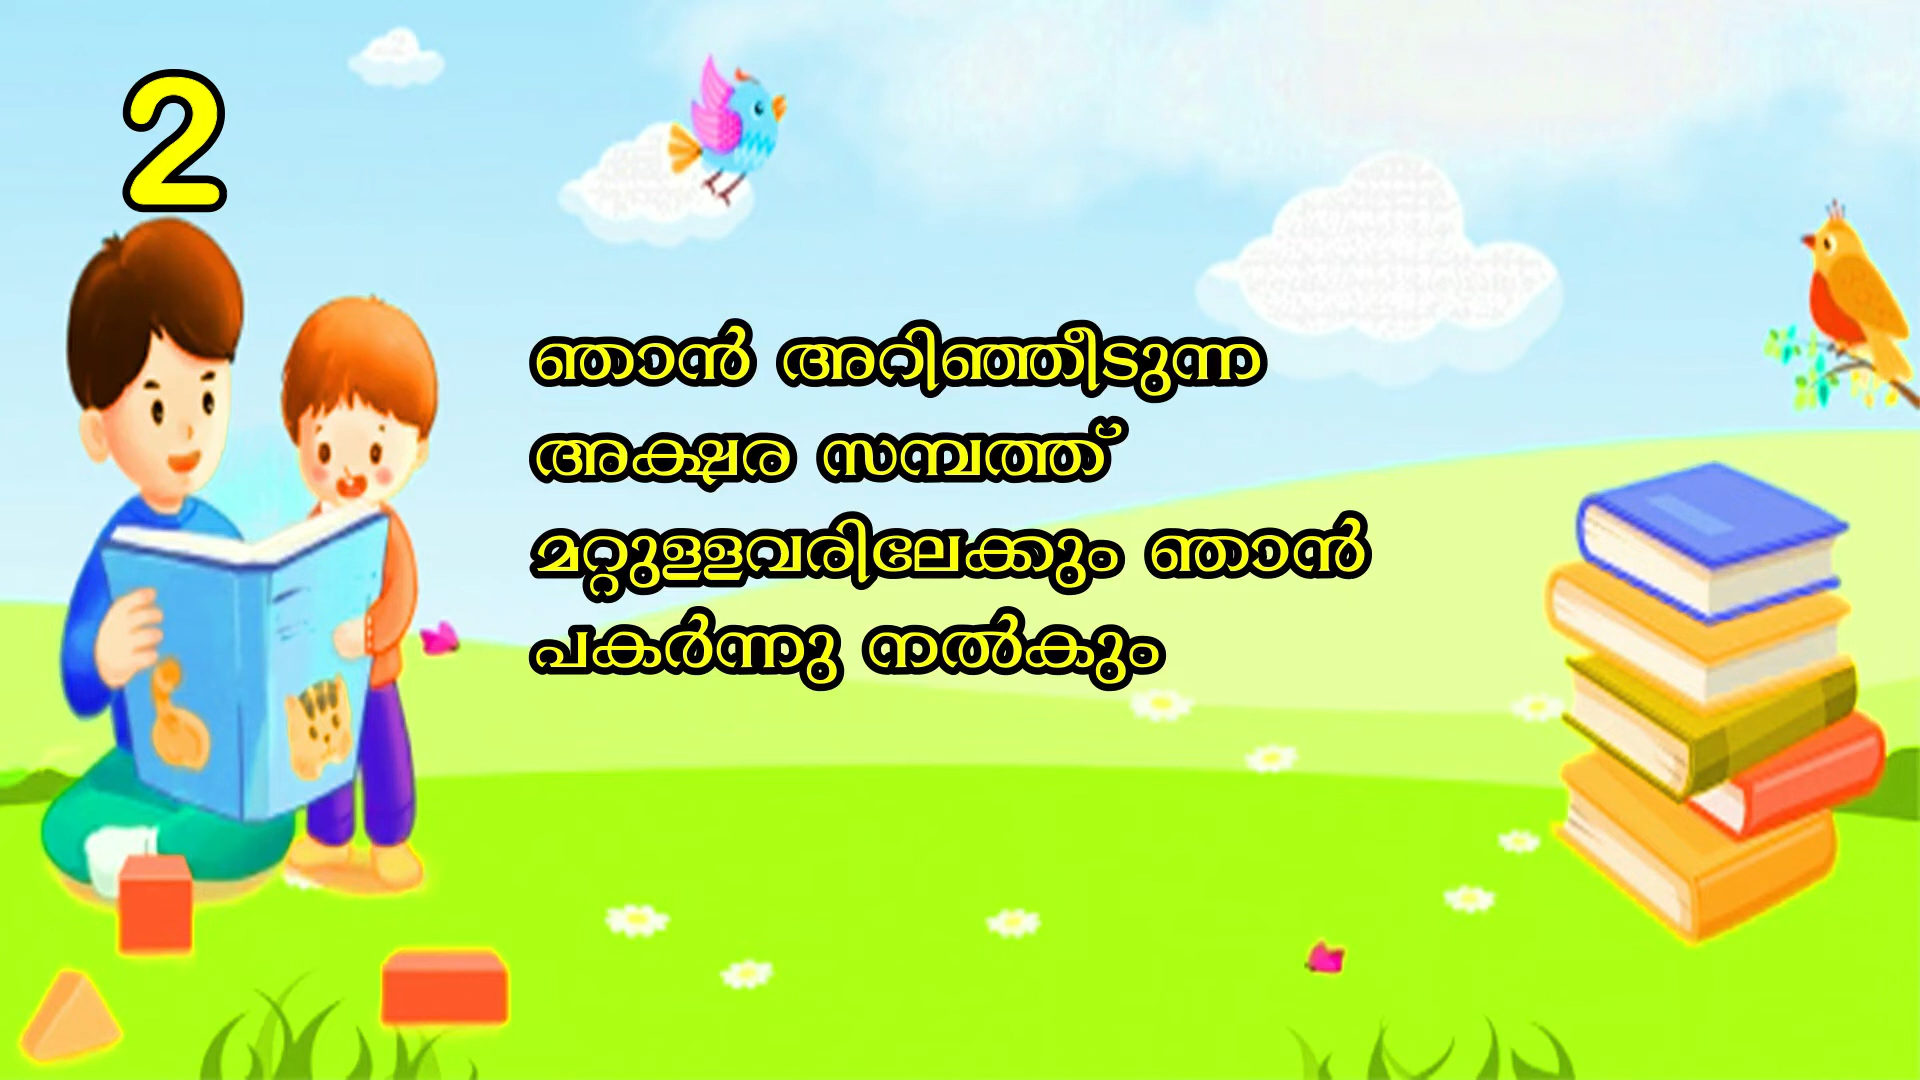 2
ഞാൻ അറിഞ്ഞീടുന്ന
അക്ഷര സമ്പത്ത്
മറ്റുള്ളവരിലേക്കും ഞാൻ
പകർന്നു നൽകും